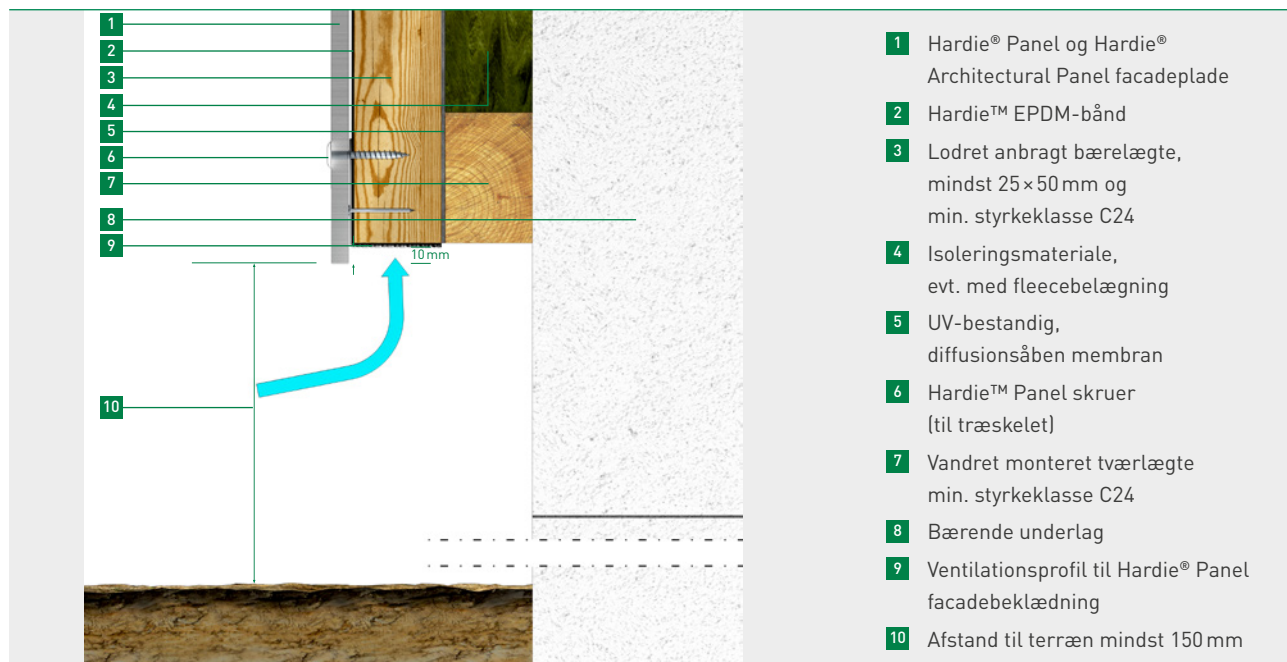 1
2
3
4
5
6
7
8
9
10 mm
10
1 Hardie® Panel og Hardie®
Architectural Panel facadeplade
2 Hardie™ EPDM-bånd
3 Lodret anbragt bærelægte,
mindst 25 × 50 mm og
min. styrkeklasse C24
4 Isoleringsmateriale,
evt. med fleecebelægning
5 UV-bestandig,
diffusionsåben membran
6 Hardie™ Panel skruer
(til træskelet)
7 Vandret monteret tværlægte
min. styrkeklasse C24
8 Bærende underlag
9 Ventilationsprofil til Hardie® Panel
facadebeklædning
10 Afstand til terræn mindst 150 mm